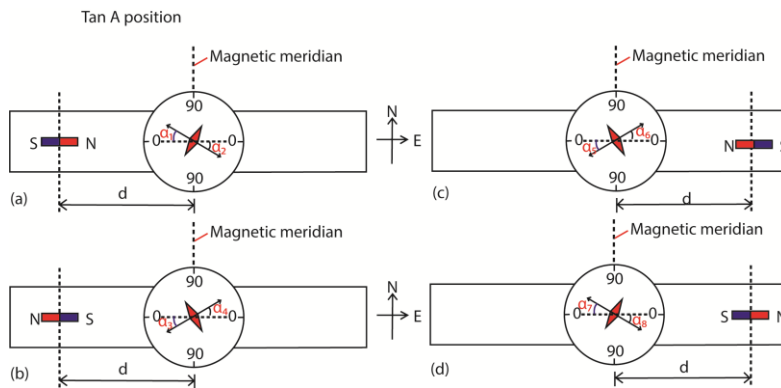 Tan A position
Magnetic meridian
90
0
α₁
α₂
0
90
S
N
d
(a)
N
E
Magnetic meridian
90
0
α₅
α₆
0
90
N
S
d
(c)
Magnetic meridian
90
0
α₃
α₄
0
90
N
S
d
(b)
N
E
Magnetic meridian
90
0
α₇
α₈
0
90
S
N
d
(d)